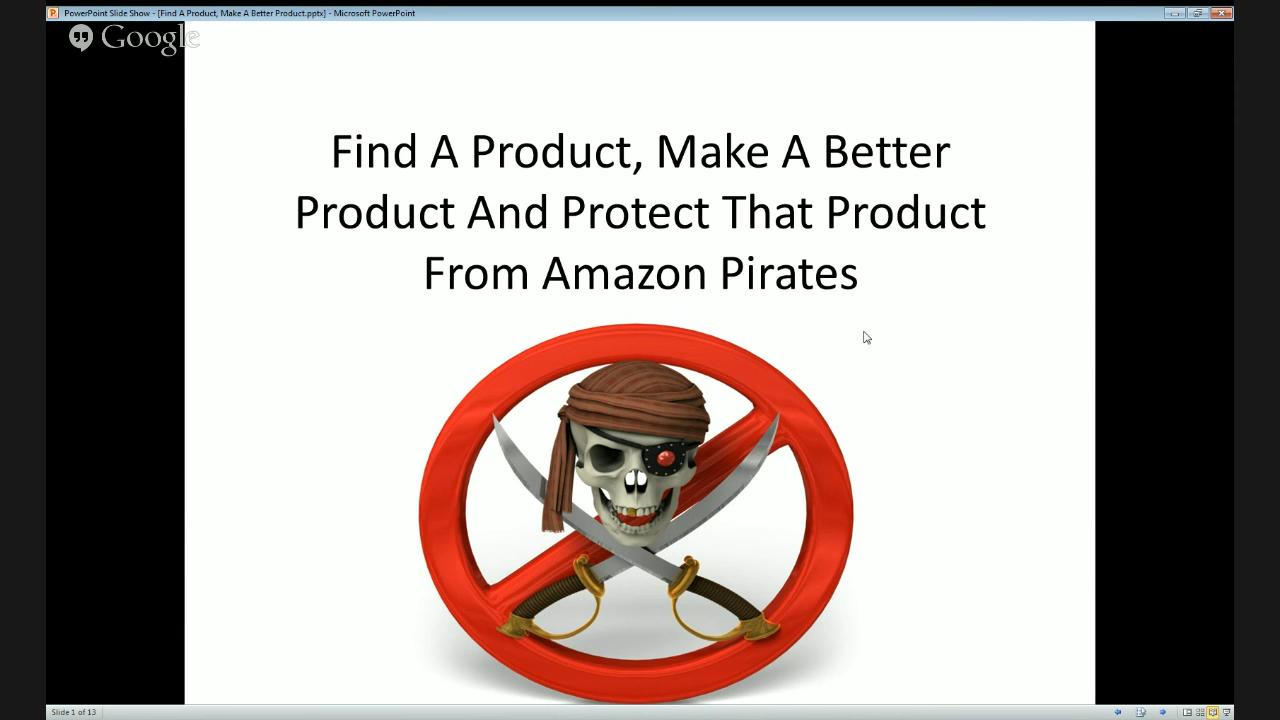 PowerPoint Slide Show - [Find A Product, Make A Better Product.pptx] - Microsoft PowerPoint
Google
Find A Product, Make A Better
Product And Protect That Product
From Amazon Pirates
Slide 1 of 13